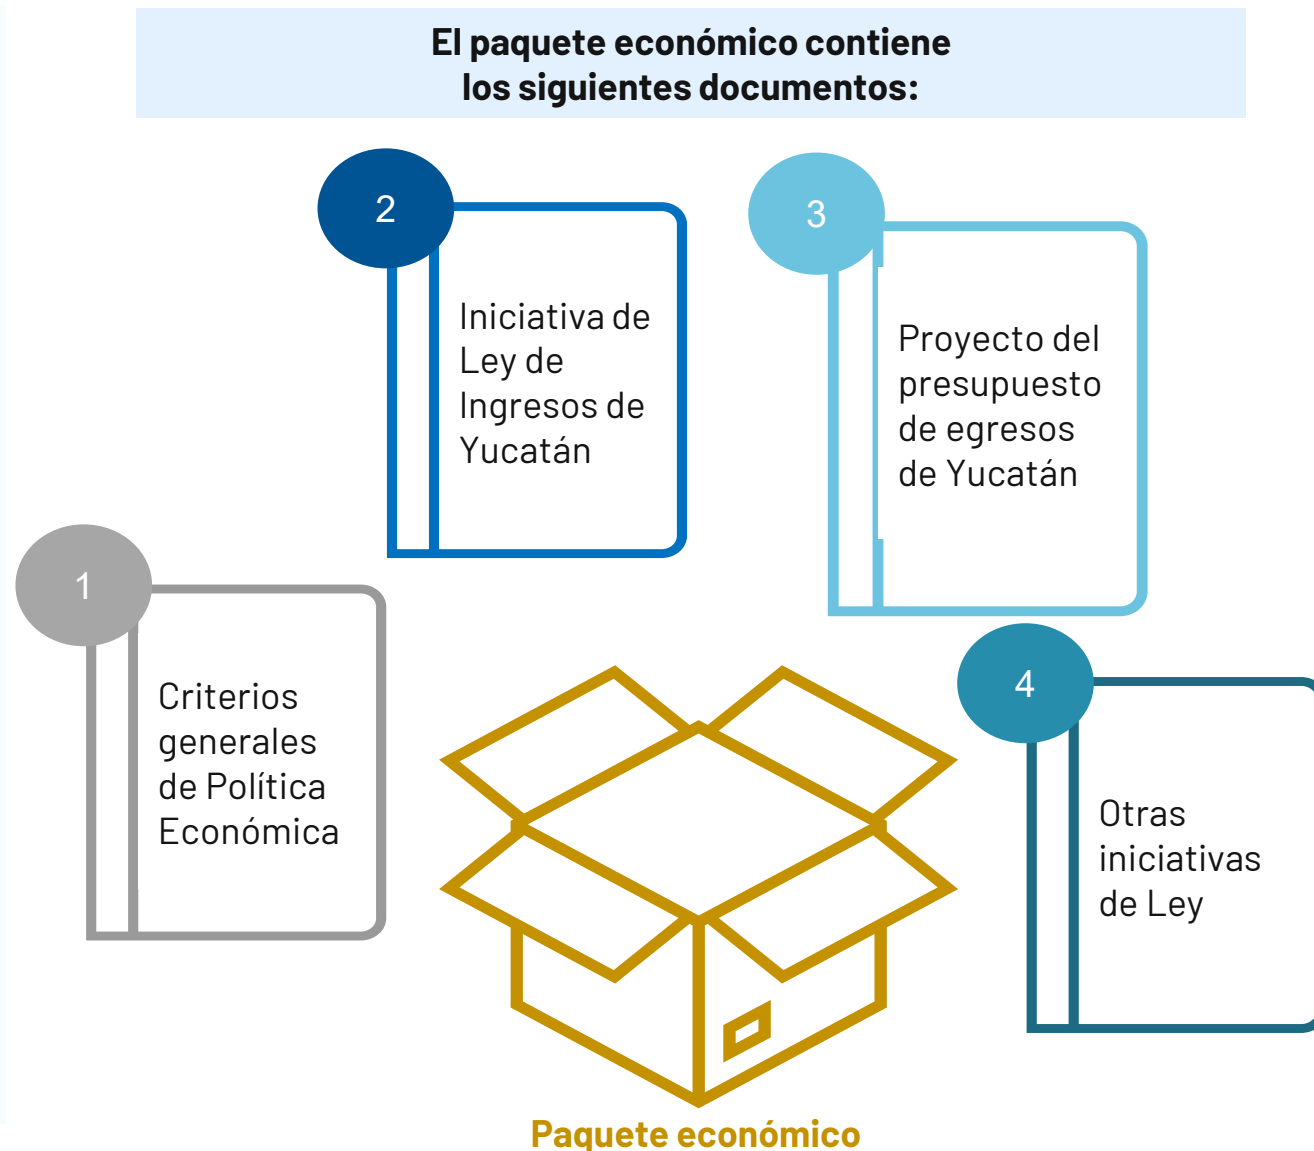 El paquete económico contiene
los siguientes documentos:
1
Criterios
generales
de Política
Económica
2
Iniciativa de
Ley de
Ingresos de
Yucatán
3
Proyecto del
presupuesto
de egresos
de Yucatán
4
Otras
iniciativas
de Ley
Paquete económico